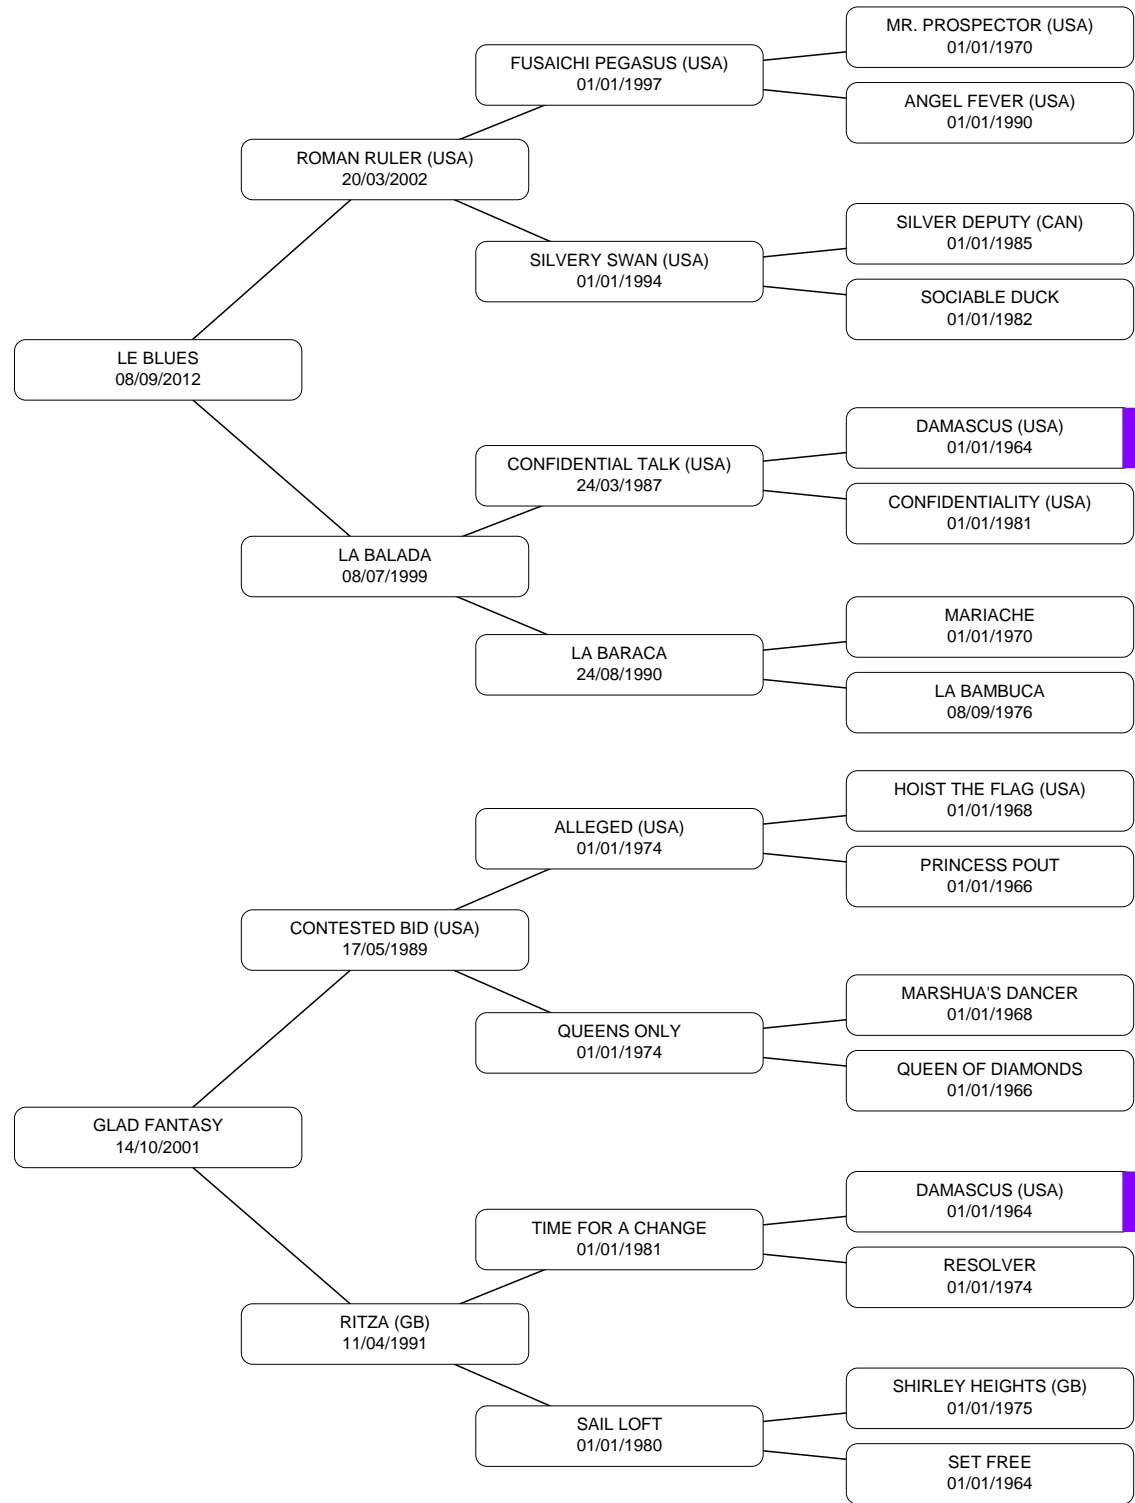 MR. PROSPECTOR (USA)
01/01/1970
FUSAICHI PEGASUS (USA)
01/01/1997
ANGEL FEVER (USA)
01/01/1990
ROMAN RULER (USA)
20/03/2002
SILVER DEPUTY (CAN)
01/01/1985
SILVERY SWAN (USA)
01/01/1994
SOCIABLE DUCK
01/01/1982
LE BLUES
08/09/2012
DAMASCUS (USA)
01/01/1964
CONFIDENTIAL TALK (USA)
24/03/1987
CONFIDENTIALITY (USA)
01/01/1981
LA BALADA
08/07/1999
MARIACHE
01/01/1970
LA BARACA
24/08/1990
LA BAMBUCA
08/09/1976
HOIST THE FLAG (USA)
01/01/1968
ALLEGED (USA)
01/01/1974
PRINCESS POUT
01/01/1966
CONTESTED BID (USA)
17/05/1989
MARSHUA'S DANCER
01/01/1968
QUEENS ONLY
01/01/1974
QUEEN OF DIAMONDS
01/01/1966
GLAD FANTASY
14/10/2001
DAMASCUS (USA)
01/01/1964
TIME FOR A CHANGE
01/01/1981
RESOLVER
01/01/1974
RITZA (GB)
11/04/1991
SHIRLEY HEIGHTS (GB)
01/01/1975
SAIL LOFT
01/01/1980
SET FREE
01/01/1964